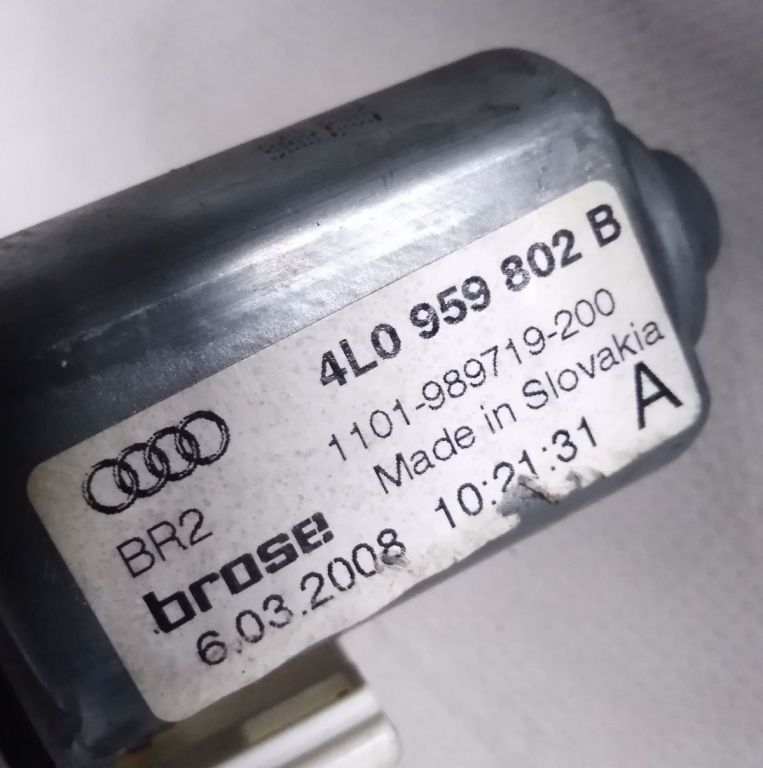 4L0 959 802 B
1101-989719-200
Made in Slovakia
A
BR2
brose
6.03.2008 10:21:31